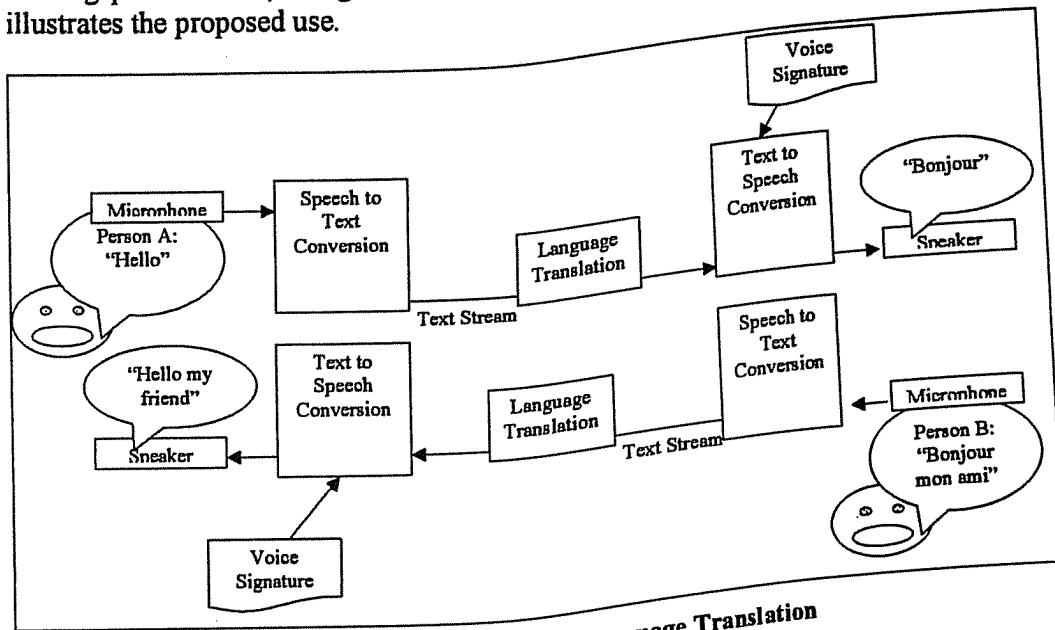 illustrates the proposed use.
Voice
Signature
Microphone
Person A:
“Hello”
Speech to
Text
Conversion
Text Stream
Language
Translation
Text to
Speech
Conversion
“Bonjour”
Speaker
“Hello my
friend”
Speaker
Text to
Speech
Conversion
Voice
Signature
Language
Translation
Text Stream
Speech to
Text
Conversion
Microphone
Person B:
“Bonjour
mon ami”
Translation